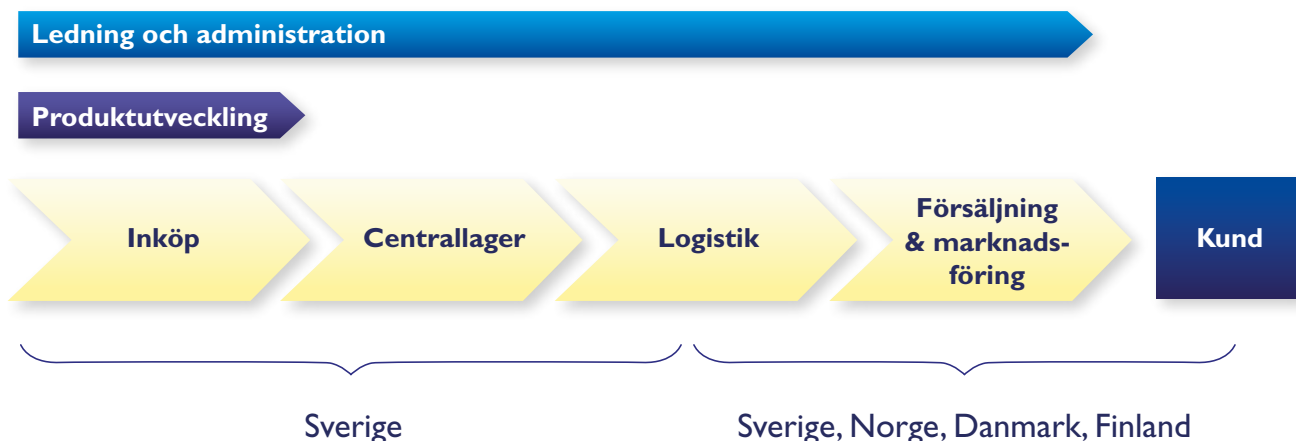 Ledning och administration
Produktutveckling
Inköp
Centrallager
Logistik
Försäljning
& marknads-
föring
Kund
Sverige
Sverige, Norge, Danmark, Finland